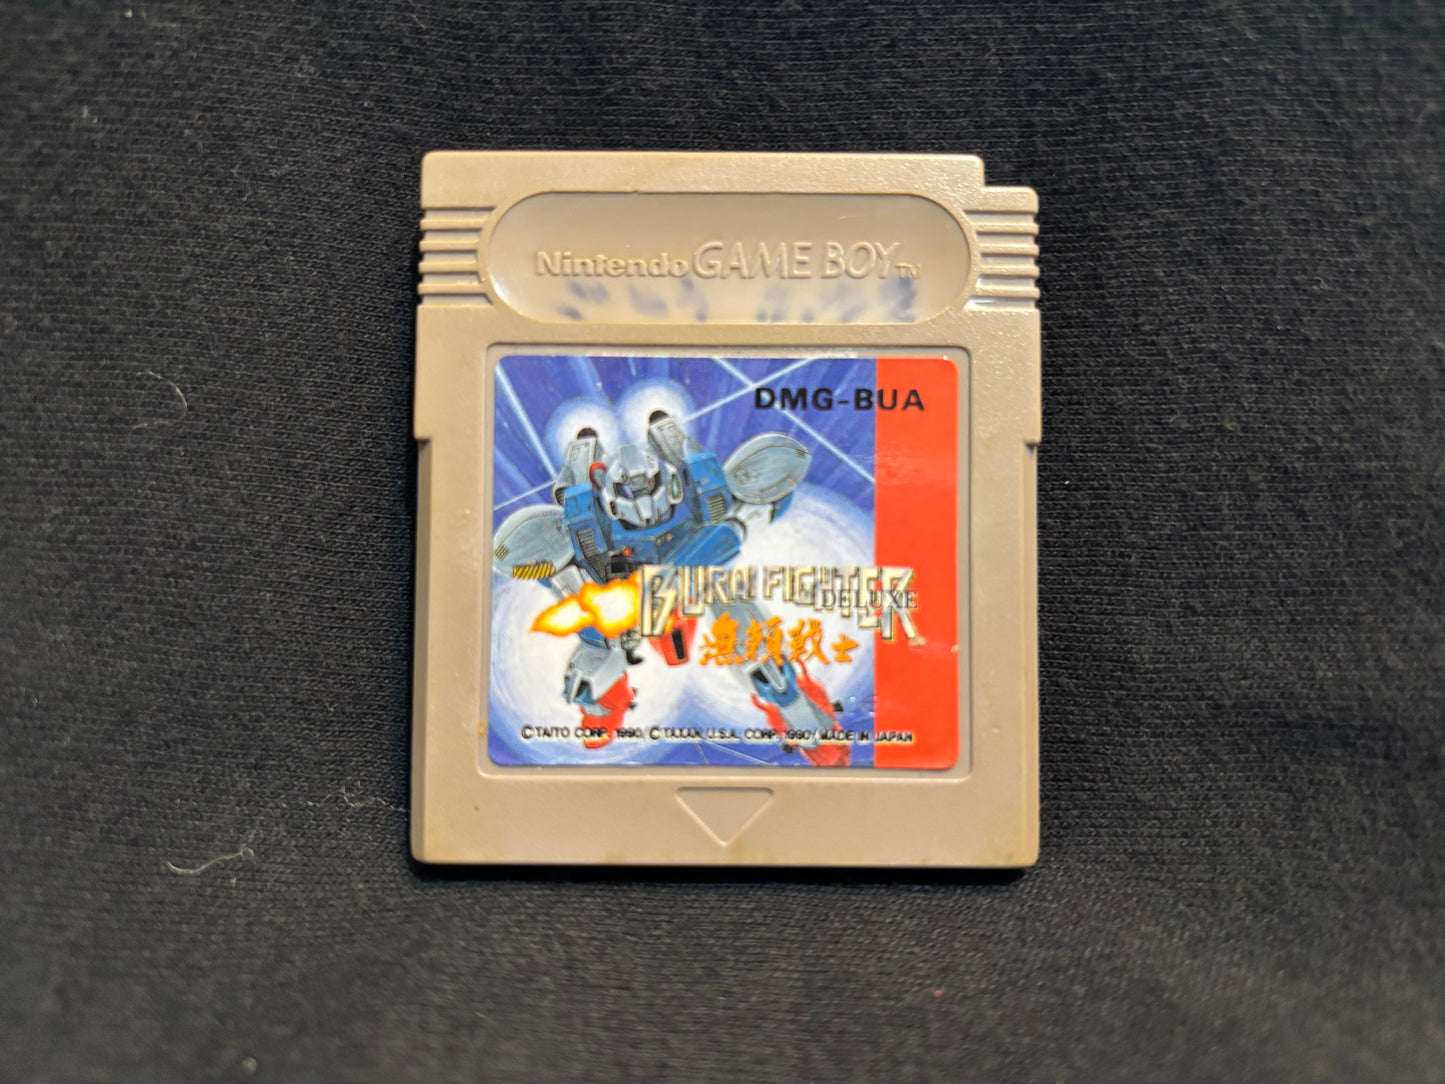 Nintendo GAME BOY TM
DMG-BUA
BURAI FIGHTER
DELUXE
無頼戦士
©TAITO CORP. 1990/©TAXAN U.S.A. CORP. 1990/MADE IN JAPAN